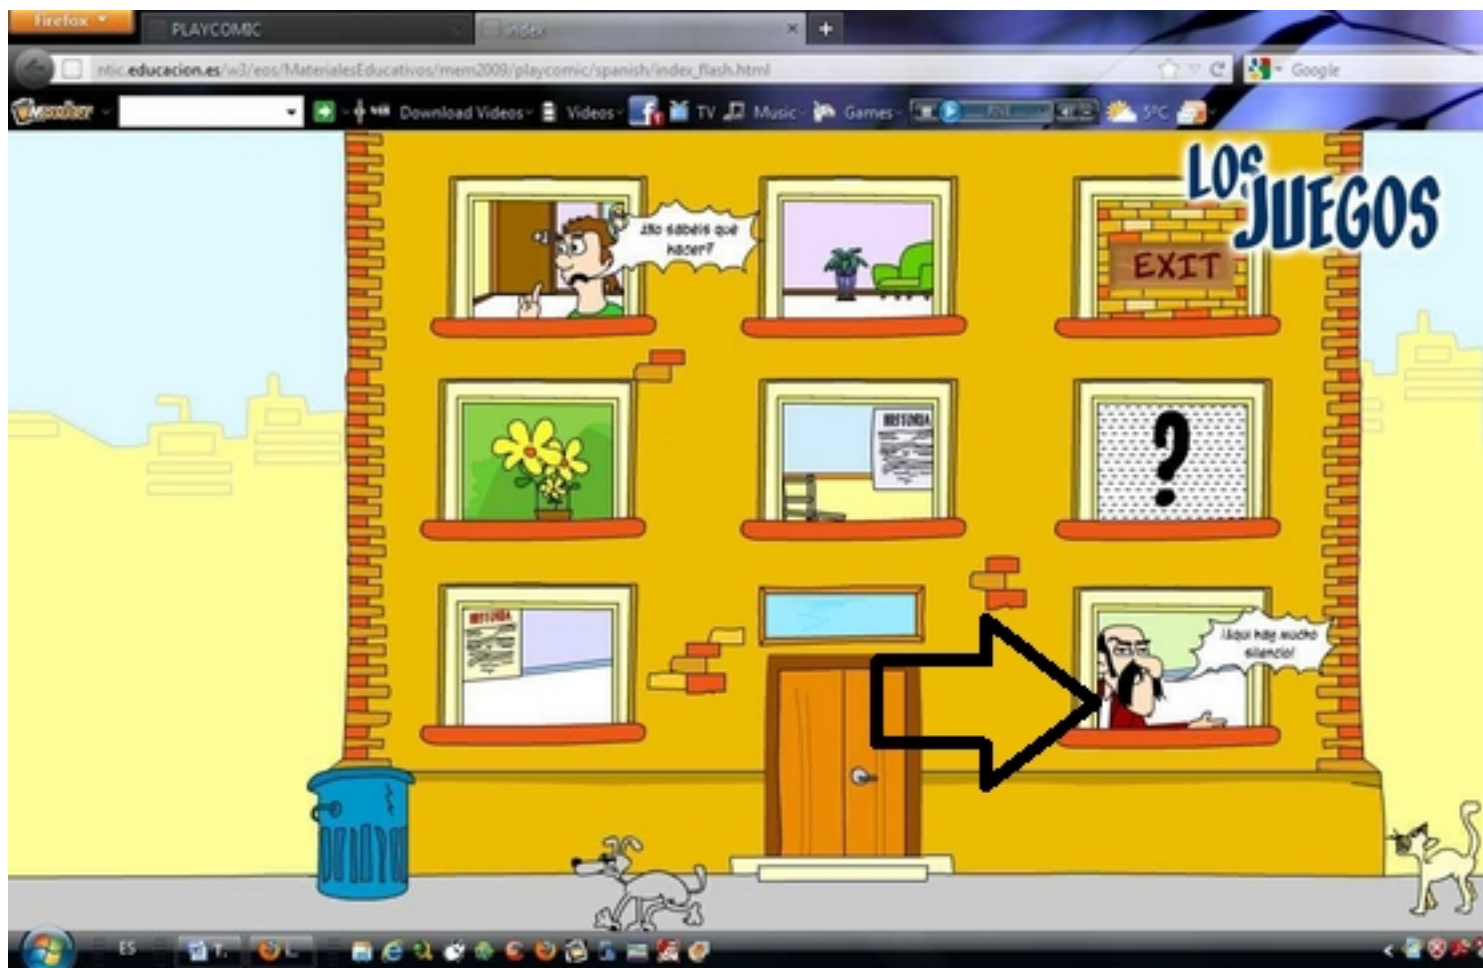 Firefox
PLAYCOMIC
index
ntic.educacion.es/w3/eos/MaterialesEducativos/mem2009/playcomic/spanish/index_flash.html
Google
Download Videos
Videos
TV
Music
Games
5ºC
LOS
JUEGOS
¿No sabéis qué
hacer?
EXIT
HISTORIA
?
HISTORIA
¡Aquí hay mucho
silencio!
ES
T.
L.